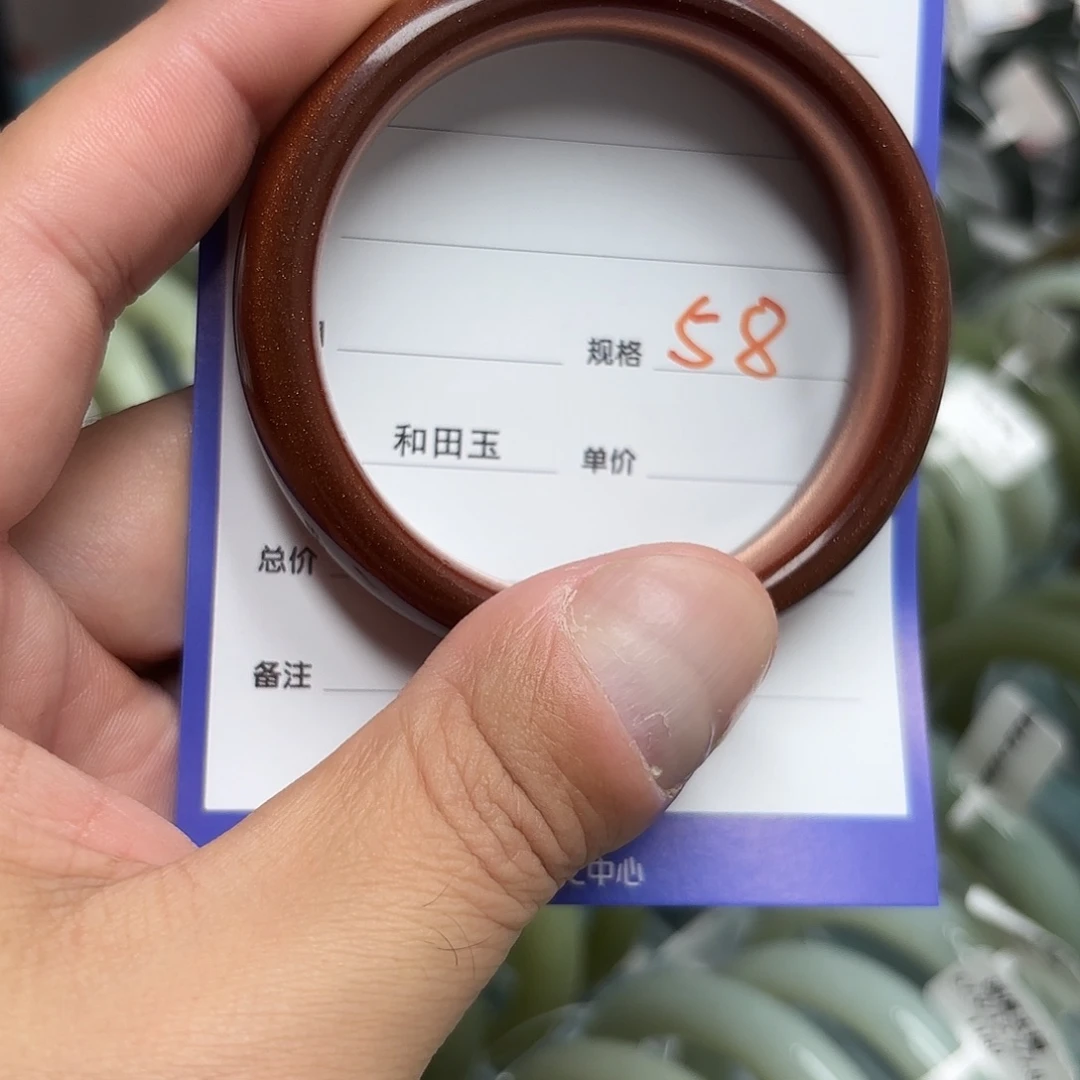 规格 58
和田玉 单价
总价
备注
中心